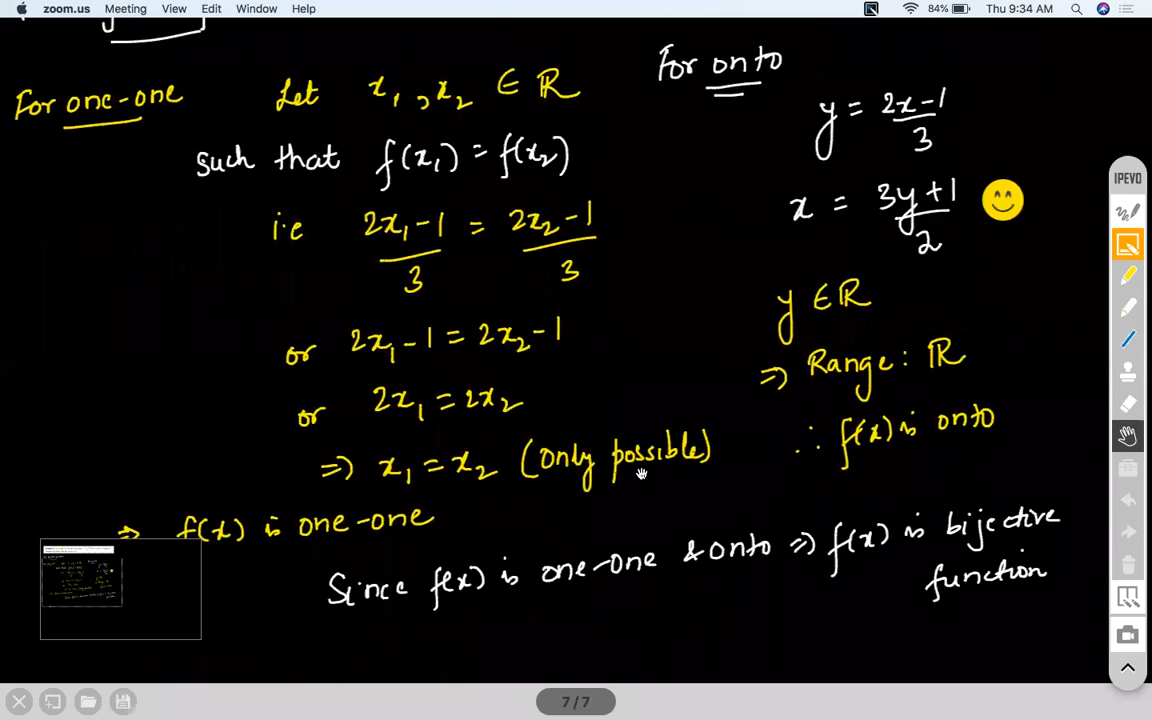 zoom.us Meeting View Edit Window Help 84% Thu 9:34 AM
For one-one Let x₁, x₂ ∈ ℝ
such that f(x₁) = f(x₂)
i.e 2x₁-1/3 = 2x₂-1/3
or 2x₁-1 = 2x₂-1
or 2x₁ = 2x₂
⇒ x₁ = x₂ (only possible)
⇒ f(x) is one-one
For onto
y = 2x-1/3
x = 3y+1/2
y ∈ ℝ
⇒ Range: ℝ
∴ f(x) is onto
Since f(x) is one-one & onto ⇒ f(x) is bijective
function
IPEVO
7/7